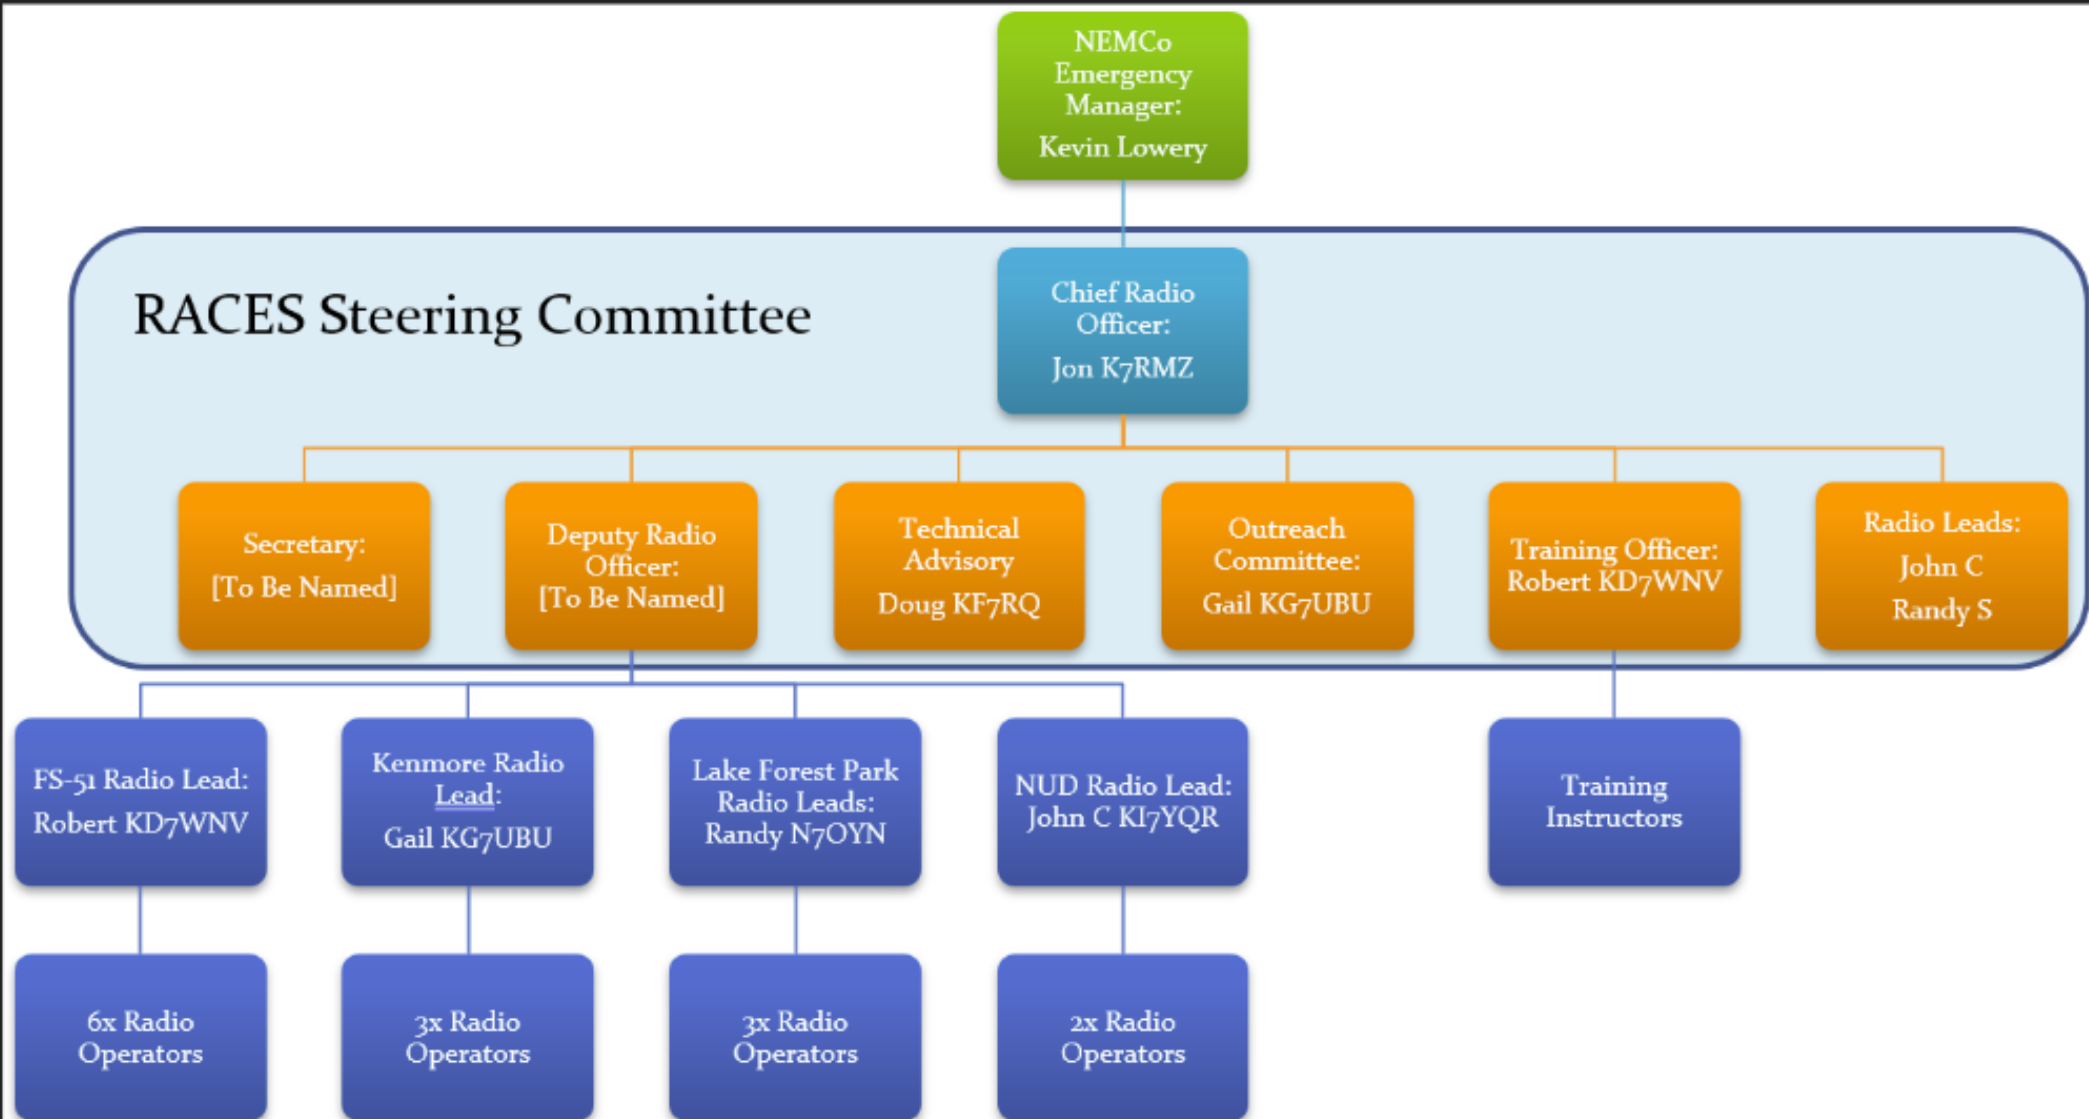 NEMCo
Emergency
Manager:
Kevin Lowery
RACES Steering Committee
Chief Radio
Officer:
Jon K7RMZ
Secretary:
[To Be Named]
Deputy Radio
Officer:
[To Be Named]
Technical
Advisory
Doug KF7RQ
Outreach
Committee:
Gail KG7UBU
Training Officer:
Robert KD7WNV
Radio Leads:
John C
Randy S
FS-51 Radio Lead:
Robert KD7WNV
Kenmore Radio
Lead:
Gail KG7UBU
Lake Forest Park
Radio Leads:
Randy N7OYN
NUD Radio Lead:
John C KI7YQR
Training
Instructors
6x Radio
Operators
3x Radio
Operators
3x Radio
Operators
2x Radio
Operators